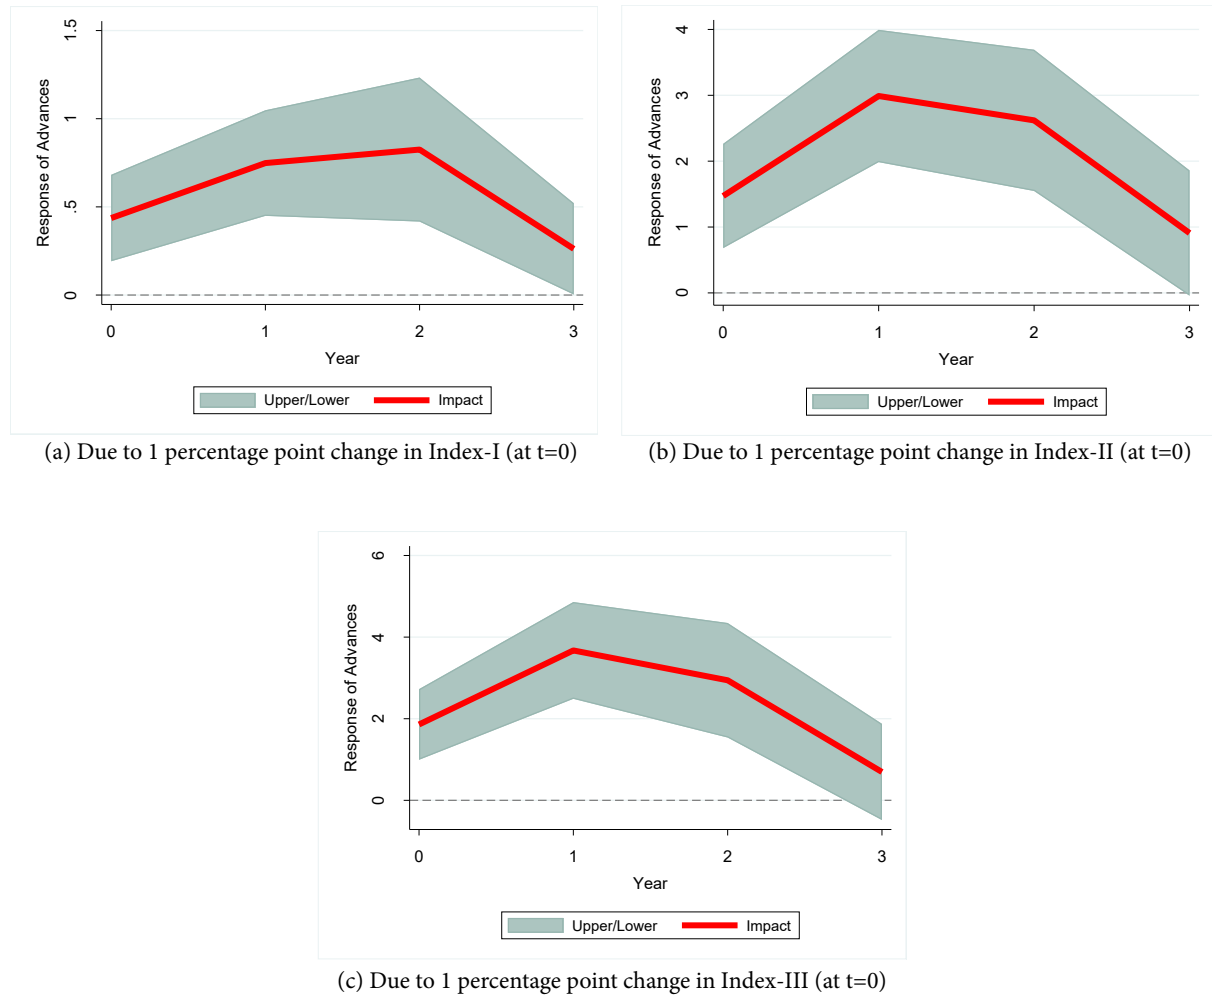 1.5
1
.5
0
Response of Advances
0 1 2 3
Year
Upper/Lower Impact
(a) Due to 1 percentage point change in Index-I (at t=0)
4
3
2
1
0
Response of Advances
0 1 2 3
Year
Upper/Lower Impact
(b) Due to 1 percentage point change in Index-II (at t=0)
6
4
2
0
Response of Advances
0 1 2 3
Year
Upper/Lower Impact
(c) Due to 1 percentage point change in Index-III (at t=0)